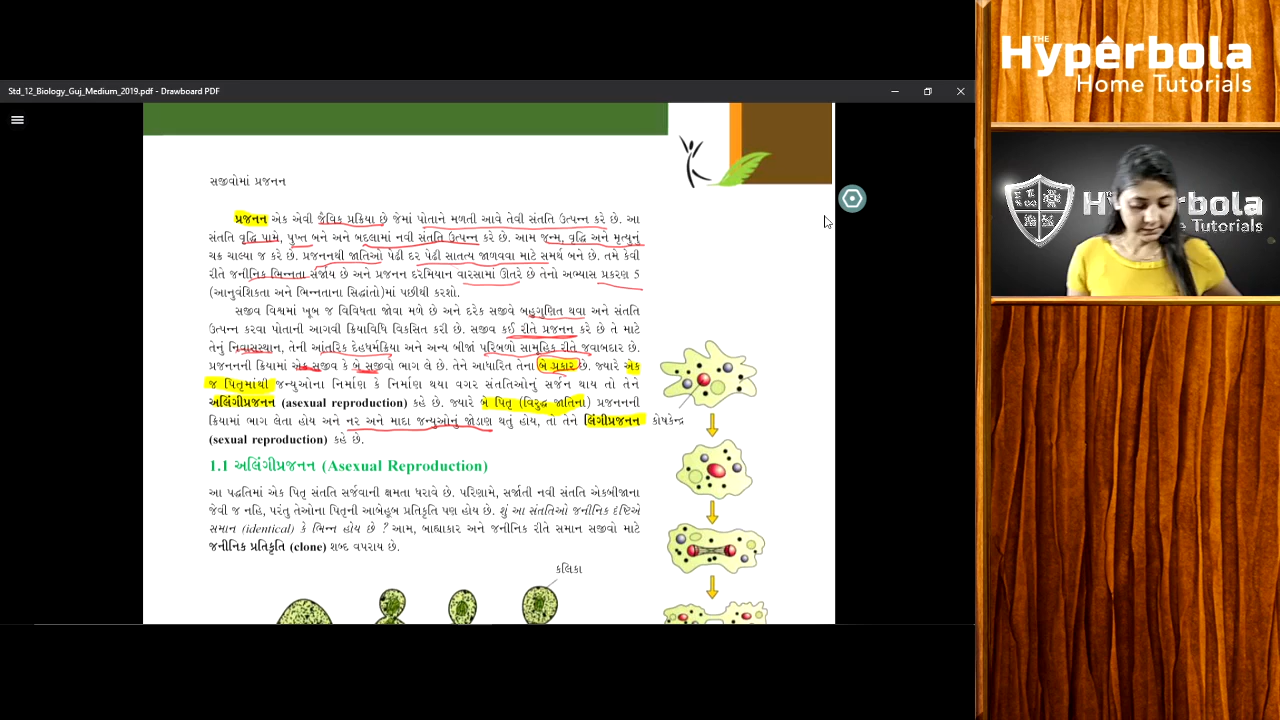 THE
Hypêrbola
Home Tutorials
Std_12_Biology_Guj_Medium_2019.pdf - Drawboard PDF
સજીવોમાં પ્રજનન
પ્રજનન એક એવી જૈવિક પ્રક્રિયા છે જેમાં પોતાને મળતી આવે તેવી સંતતિ ઉત્પન્ન કરે છે. આ
સંતતિ વૃદ્ધિ પામે, પુખ્ત બને અને બદલામાં નવી સંતતિ ઉત્પન્ન કરે છે. આમ જન્મ, વૃદ્ધિ અને મૃત્યુનું
ચક્ર ચાલ્યા જ કરે છે. પ્રજનનથી જાતિઓ પેઢી દર પેઢી સાતત્ય જાળવવા માટે સમર્થ બને છે. તમે કેવી
રીતે જનીનિક ભિન્નતા સર્જાય છે અને પ્રજનન દરમિયાન વારસામાં ઊતરે છે તેનો અભ્યાસ પ્રકરણ 5
(આનુવંશિકતા અને ભિન્નતાના સિદ્ધાંતો)માં પછીથી કરશો.
સજીવ વિશ્વમાં ખૂબ જ વિવિધતા જોવા મળે છે અને દરેક સજીવે બહુગુણિત થવા અને સંતતિ
ઉત્પન્ન કરવા પોતાની આગવી ક્રિયાવિધિ વિકસિત કરી છે. સજીવ કઈ રીતે પ્રજનન કરે છે તે માટે
તેનું નિવાસસ્થાન, તેની આંતરિક દેહધર્મક્રિયા અને અન્ય બીજાં પરિબળો સામૂહિક રીતે જવાબદાર છે.
પ્રજનનની ક્રિયામાં એક સજીવ કે બે સજીવો ભાગ લે છે. તેને આધારિત તેના બે પ્રકાર છે. જ્યારે એક
જ પિતૃમાંથી જન્યુઓના નિર્માણ કે નિર્માણ થયા વગર સંતતિઓનું સર્જન થાય તો તેને
અલિંગીપ્રજનન (asexual reproduction) કહે છે. જ્યારે બે પિતૃ (વિરુદ્ધ જાતિના) પ્રજનનની
ક્રિયામાં ભાગ લેતા હોય અને નર અને માદા જન્યુઓનું જોડાણ થતું હોય, તો તેને લિંગીપ્રજનન
(sexual reproduction) કહે છે.
કોષકેન્દ્ર
1.1 અલિંગીપ્રજનન (Asexual Reproduction)
આ પદ્ધતિમાં એક પિતૃ સંતતિ સર્જવાની ક્ષમતા ધરાવે છે. પરિણામે, સર્જાતી નવી સંતતિ એકબીજાના
જેવી જ નહિ, પરંતુ તેઓના પિતૃની આબેહૂબ પ્રતિકૃતિ પણ હોય છે. શું આ સંતતિઓ જનીનિક દૃષ્ટિએ
સમાન (identical) કે ભિન્ન હોય છે ? આમ, બાહ્યાકાર અને જનીનિક રીતે સમાન સજીવો માટે
જનીનિક પ્રતિકૃતિ (clone) શબ્દ વપરાય છે.
કલિકા